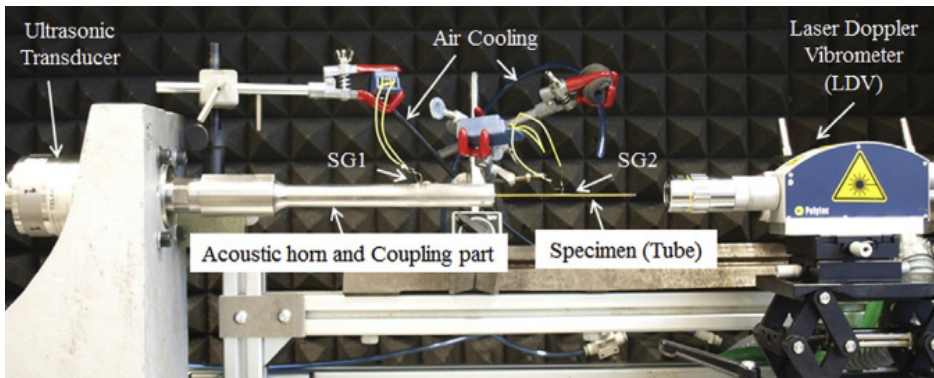 Ultrasonic
Transducer
Air Cooling
Laser Doppler
Vibrometer
(LDV)
SG1
SG2
Polytec
Acoustic horn and Coupling part
Specimen (Tube)